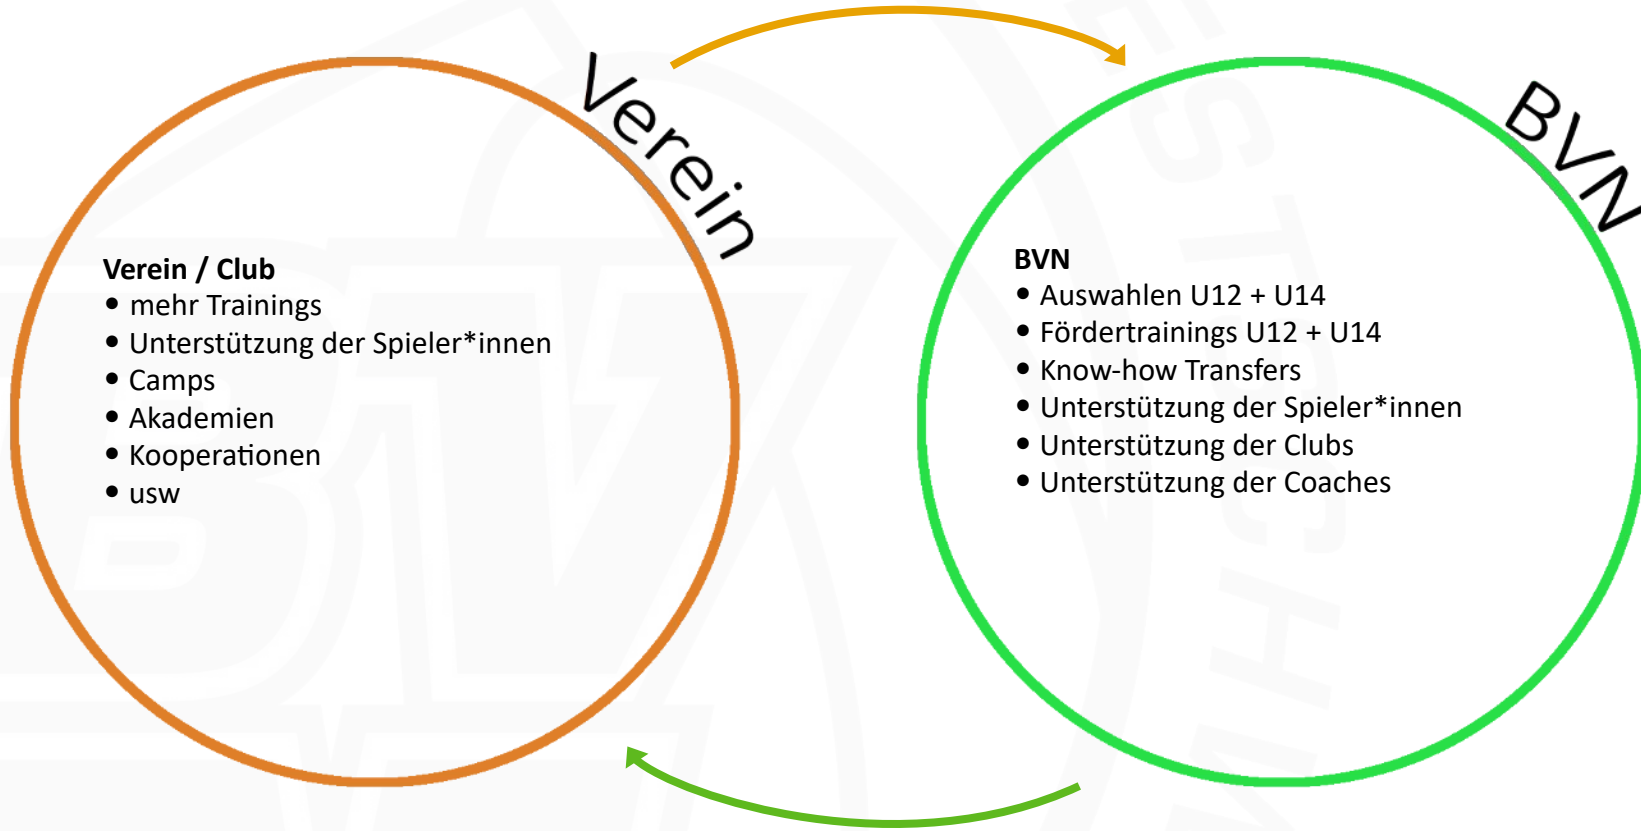 Verein
BVN
Verein / Club
• mehr Trainings
• Unterstützung der Spieler*innen
• Camps
• Akademien
• Kooperationen
• usw
BVN
• Auswahlen U12 + U14
• Fördertrainings U12 + U14
• Know-how Transfers
• Unterstützung der Spieler*innen
• Unterstützung der Clubs
• Unterstützung der Coaches